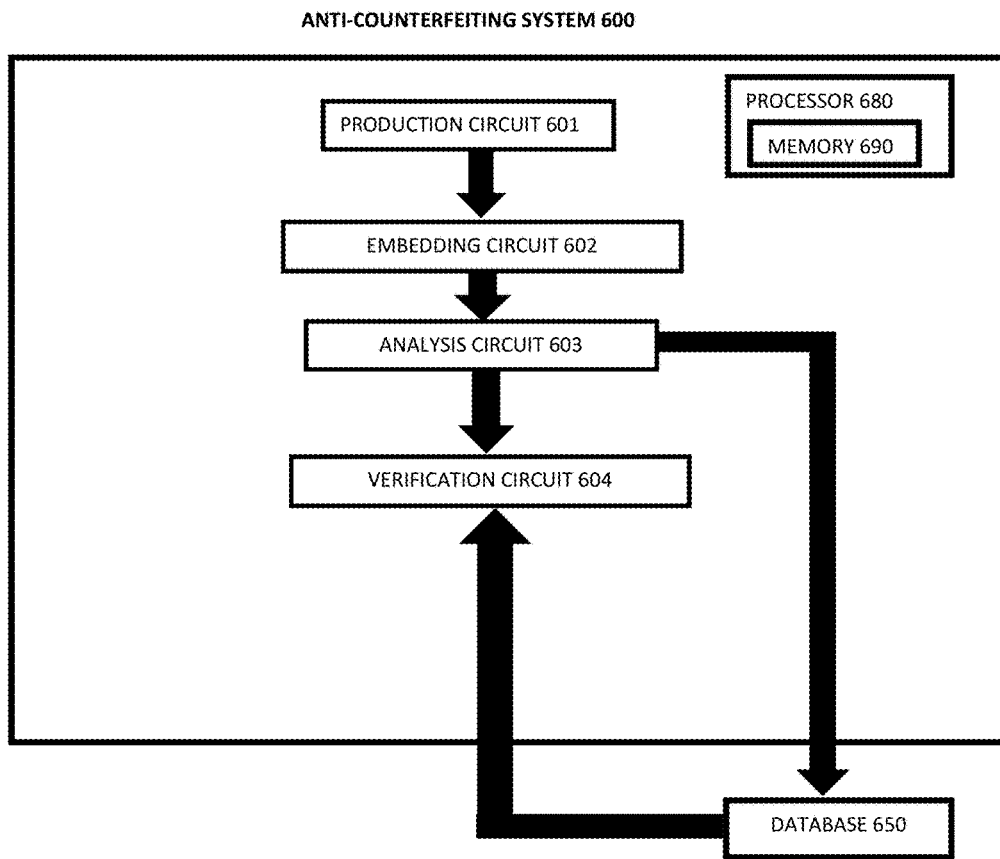 ANTI-COUNTERFEITING SYSTEM 600
PRODUCTION CIRCUIT 601
PROCESSOR 680
MEMORY 690
EMBEDDING CIRCUIT 602
ANALYSIS CIRCUIT 603
VERIFICATION CIRCUIT 604
DATABASE 650